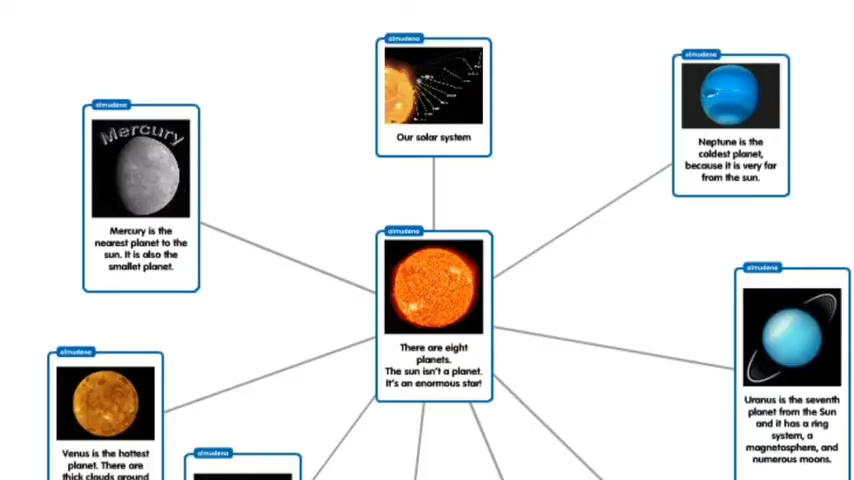 almudena
Our solar system
almudena
Neptune is the
coldest planet,
because it is very far
from the sun.
almudena
Mercury
Mercury is the
nearest planet to the
sun. It is also the
smallet planet.
almudena
There are eight
planets.
The sun isn't a planet.
It's an enormous star!
almudena
Uranus is the seventh
planet from the Sun
and it has a ring
system, a
magnetosphere, and
numerous moons.
almudena
Venus is the hottest
planet. There are
thick clouds around
almudena